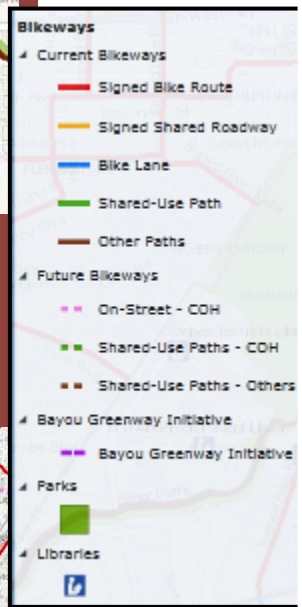 Bikeways
Current Bikeways
Signed Bike Route
Signed Shared Roadway
Bike Lane
Shared-Use Path
Other Paths
Future Bikeways
On-Street - COH
Shared-Use Paths - COH
Shared-Use Paths - Others
Bayou Greenway Initiative
Bayou Greenway Initiative
Parks
Libraries